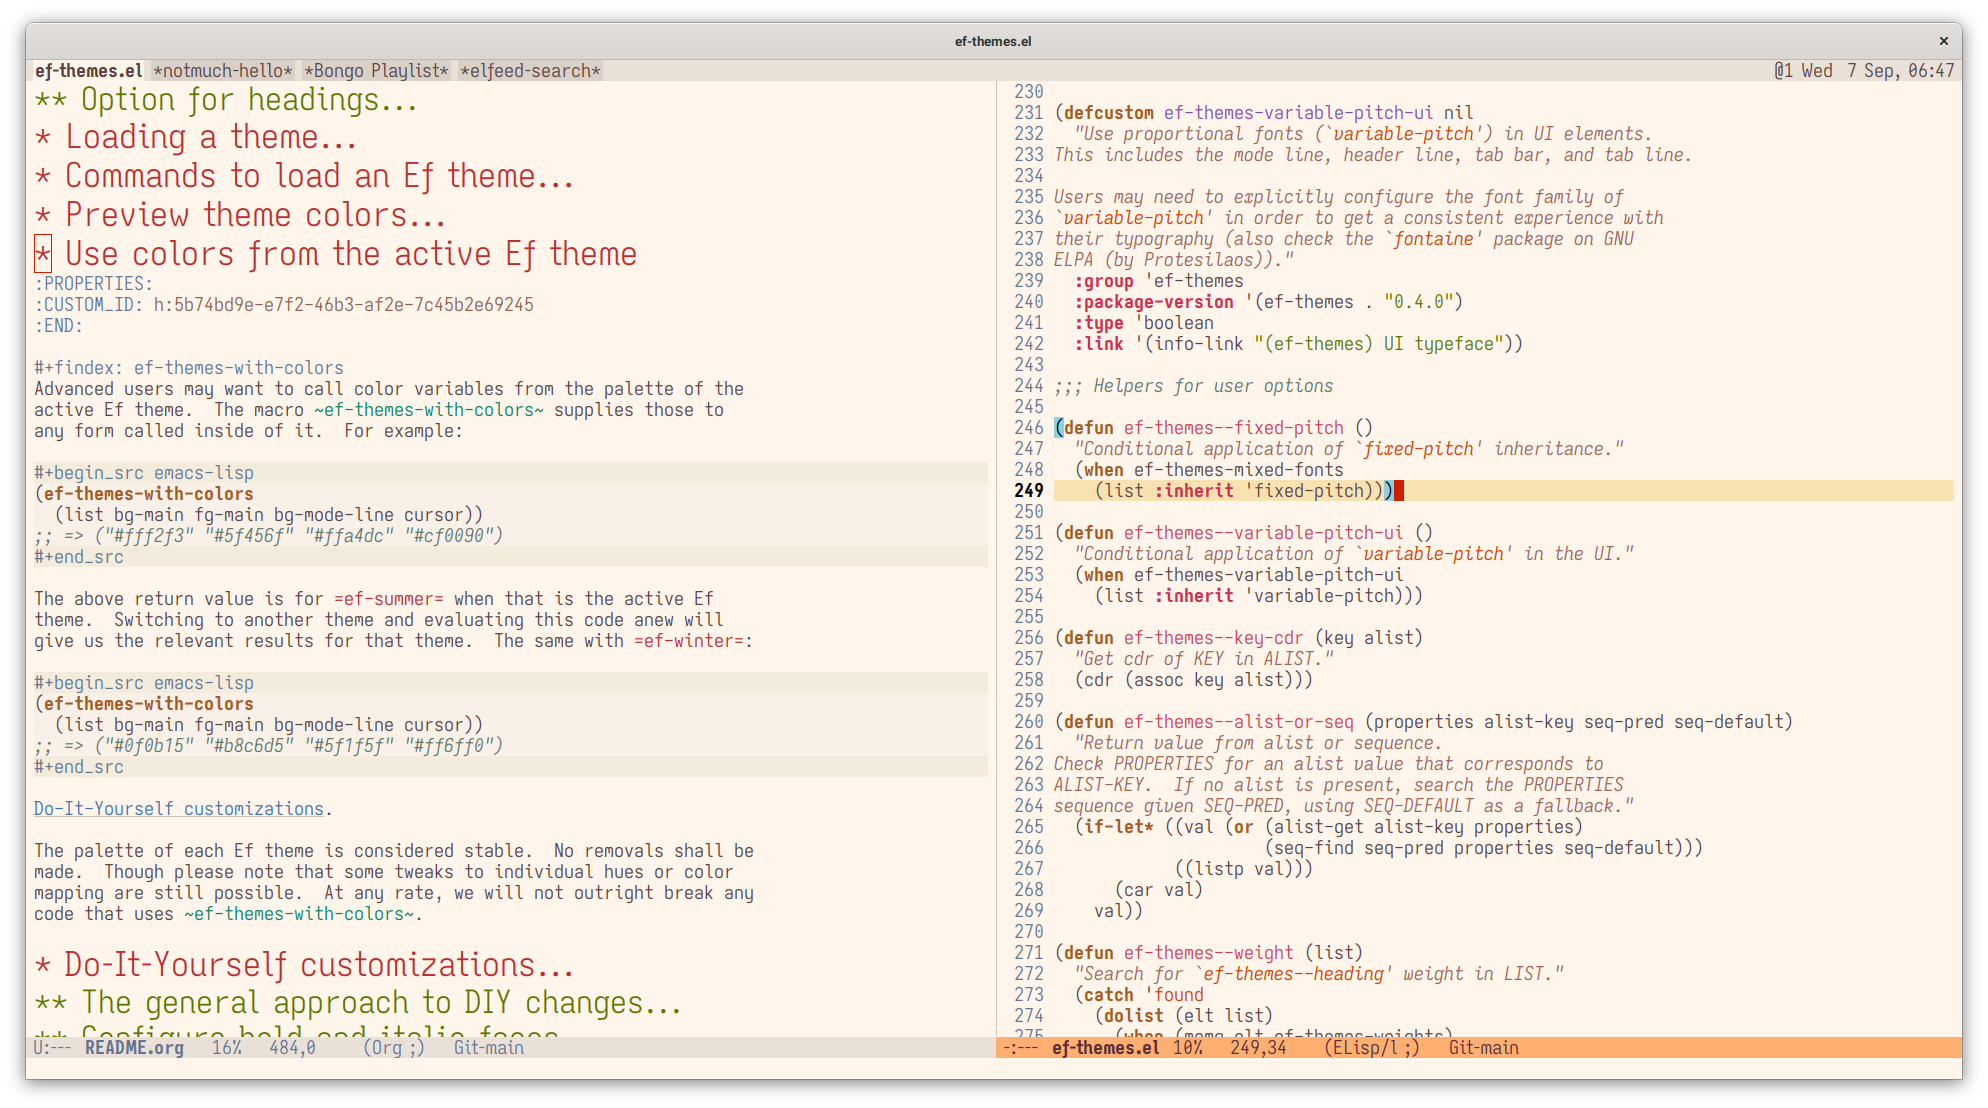 ef-themes.el
×
ef-themes.el *notmuch-hello* *Bongo Playlist* *elfeed-search*
@1 Wed 7 Sep, 06:47
** Option for headings...
* Loading a theme...
* Commands to load an Ef theme...
* Preview theme colors...
* Use colors from the active Ef theme
:PROPERTIES:
:CUSTOM_ID: h:5b74bd9e-e7f2-46b3-af2e-7c45b2e69245
:END:

#+findex: ef-themes-with-colors
Advanced users may want to call color variables from the palette of the
active Ef theme.  The macro ~ef-themes-with-colors~ supplies those to
any form called inside of it.  For example:

#+begin_src emacs-lisp
(ef-themes-with-colors
  (list bg-main fg-main bg-mode-line cursor))
;; => ("#fff2f3" "#5f456f" "#ffa4dc" "#cf0090")
#+end_src

The above return value is for =ef-summer= when that is the active Ef
theme.  Switching to another theme and evaluating this code anew will
give us the relevant results for that theme.  The same with =ef-winter=:

#+begin_src emacs-lisp
(ef-themes-with-colors
  (list bg-main fg-main bg-mode-line cursor))
;; => ("#0f0b15" "#b8c6d5" "#5f1f5f" "#ff6ff0")
#+end_src

Do-It-Yourself customizations.

The palette of each Ef theme is considered stable.  No removals shall be
made.  Though please note that some tweaks to individual hues or color
mapping are still possible.  At any rate, we will not outright break any
code that uses ~ef-themes-with-colors~.

* Do-It-Yourself customizations...
** The general approach to DIY changes...
** Configure bold and italic faces
U:--- README.org 16% 484,0 (Org ;) Git-main
230
231 (defcustom ef-themes-variable-pitch-ui nil
232   "Use proportional fonts (`variable-pitch') in UI elements.
233 This includes the mode line, header line, tab bar, and tab line.
234
235 Users may need to explicitly configure the font family of
236 `variable-pitch' in order to get a consistent experience with
237 their typography (also check the `fontaine' package on GNU
238 ELPA (by Protesilaos))."
239   :group 'ef-themes
240   :package-version '(ef-themes . "0.4.0")
241   :type 'boolean
242   :link '(info-link "(ef-themes) UI typeface"))
243
244 ;;; Helpers for user options
245
246 (defun ef-themes--fixed-pitch ()
247   "Conditional application of `fixed-pitch' inheritance."
248   (when ef-themes-mixed-fonts
249     (list :inherit 'fixed-pitch)))
250
251 (defun ef-themes--variable-pitch-ui ()
252   "Conditional application of `variable-pitch' in the UI."
253   (when ef-themes-variable-pitch-ui
254     (list :inherit 'variable-pitch)))
255
256 (defun ef-themes--key-cdr (key alist)
257   "Get cdr of KEY in ALIST."
258   (cdr (assoc key alist)))
259
260 (defun ef-themes--alist-or-seq (properties alist-key seq-pred seq-default)
261   "Return value from alist or sequence.
262 Check PROPERTIES for an alist value that corresponds to
263 ALIST-KEY.  If no alist is present, search the PROPERTIES
264 sequence given SEQ-PRED, using SEQ-DEFAULT as a fallback."
265   (if-let* ((val (or (alist-get alist-key properties)
266                      (seq-find seq-pred properties seq-default)))
267             ((listp val)))
268       (car val)
269     val))
270
271 (defun ef-themes--weight (list)
272   "Search for `ef-themes--heading' weight in LIST."
273   (catch 'found
274     (dolist (elt list)
275       (when (memq elt ef-themes-weights)
-:--- ef-themes.el 10% 249,34 (ELisp/l ;) Git-main